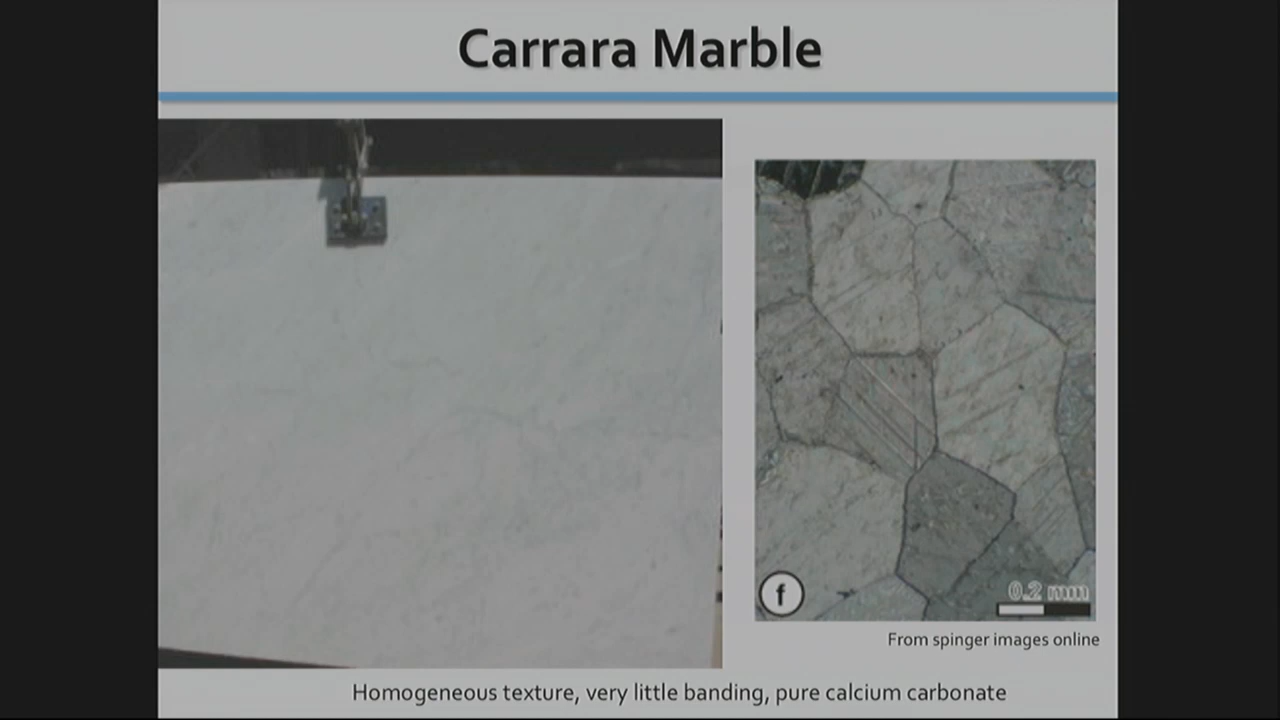 Carrara Marble
f
0.2 mm
From spinger images online
Homogeneous texture, very little banding, pure calcium carbonate